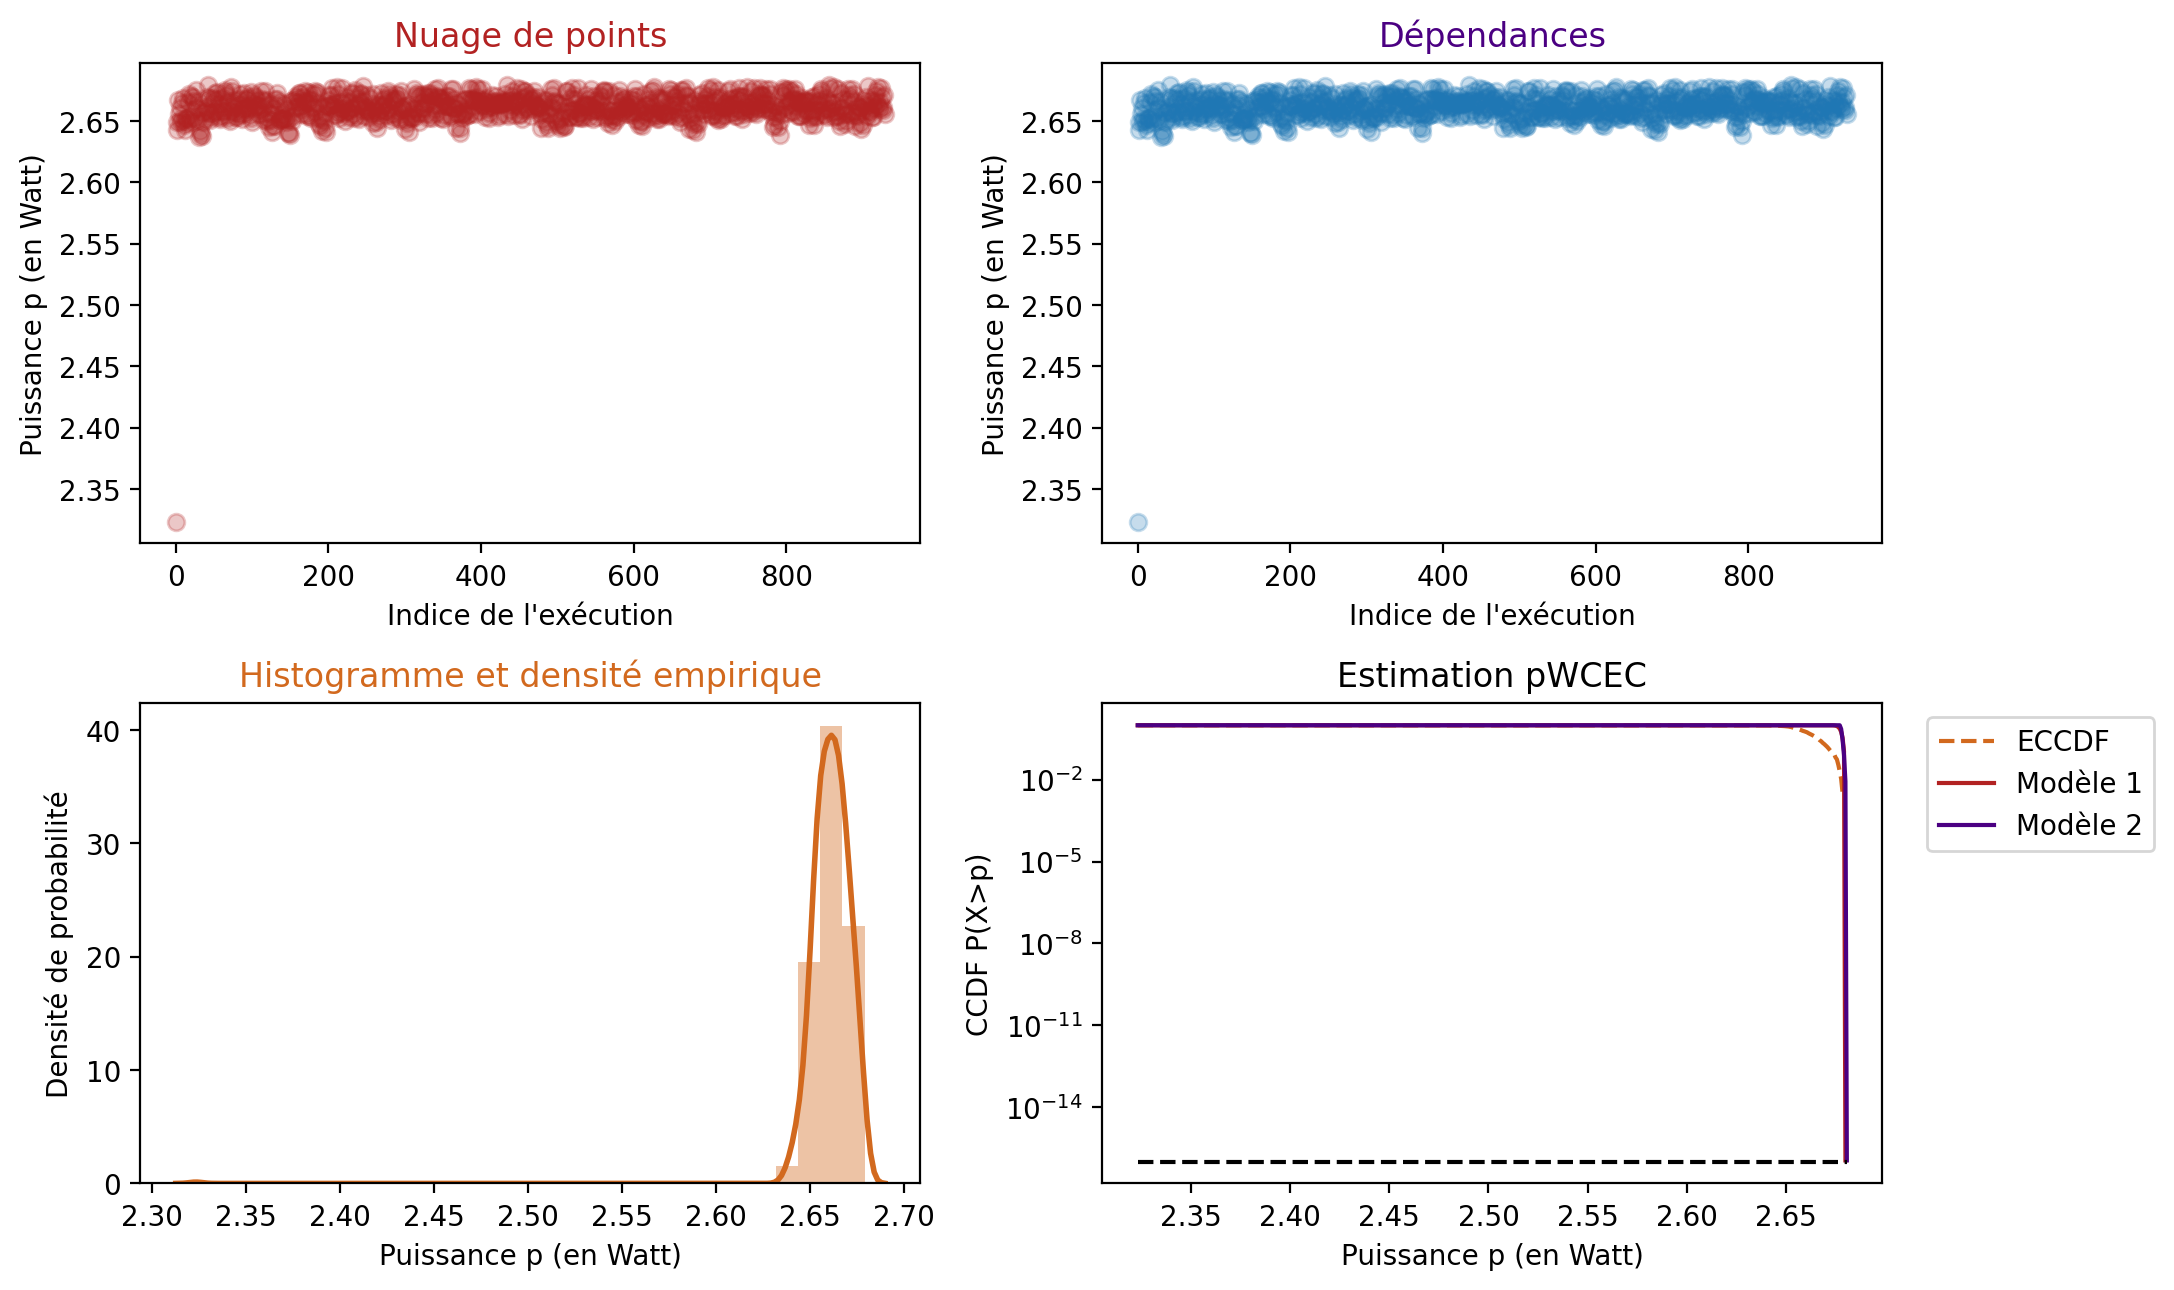 Nuage de points
Puissance p (en Watt)
2.65
2.60
2.55
2.50
2.45
2.40
2.35
0 200 400 600 800
Indice de l'exécution
Dépendances
Puissance p (en Watt)
2.65
2.60
2.55
2.50
2.45
2.40
2.35
0 200 400 600 800
Indice de l'exécution
Histogramme et densité empirique
Densité de probabilité
40
30
20
10
0
2.30 2.35 2.40 2.45 2.50 2.55 2.60 2.65 2.70
Puissance p (en Watt)
Estimation pWCEC
CCDF P(X>p)
10⁻²
10⁻⁵
10⁻⁸
10⁻¹¹
10⁻¹⁴
2.35 2.40 2.45 2.50 2.55 2.60 2.65
Puissance p (en Watt)
ECCDF
Modèle 1
Modèle 2